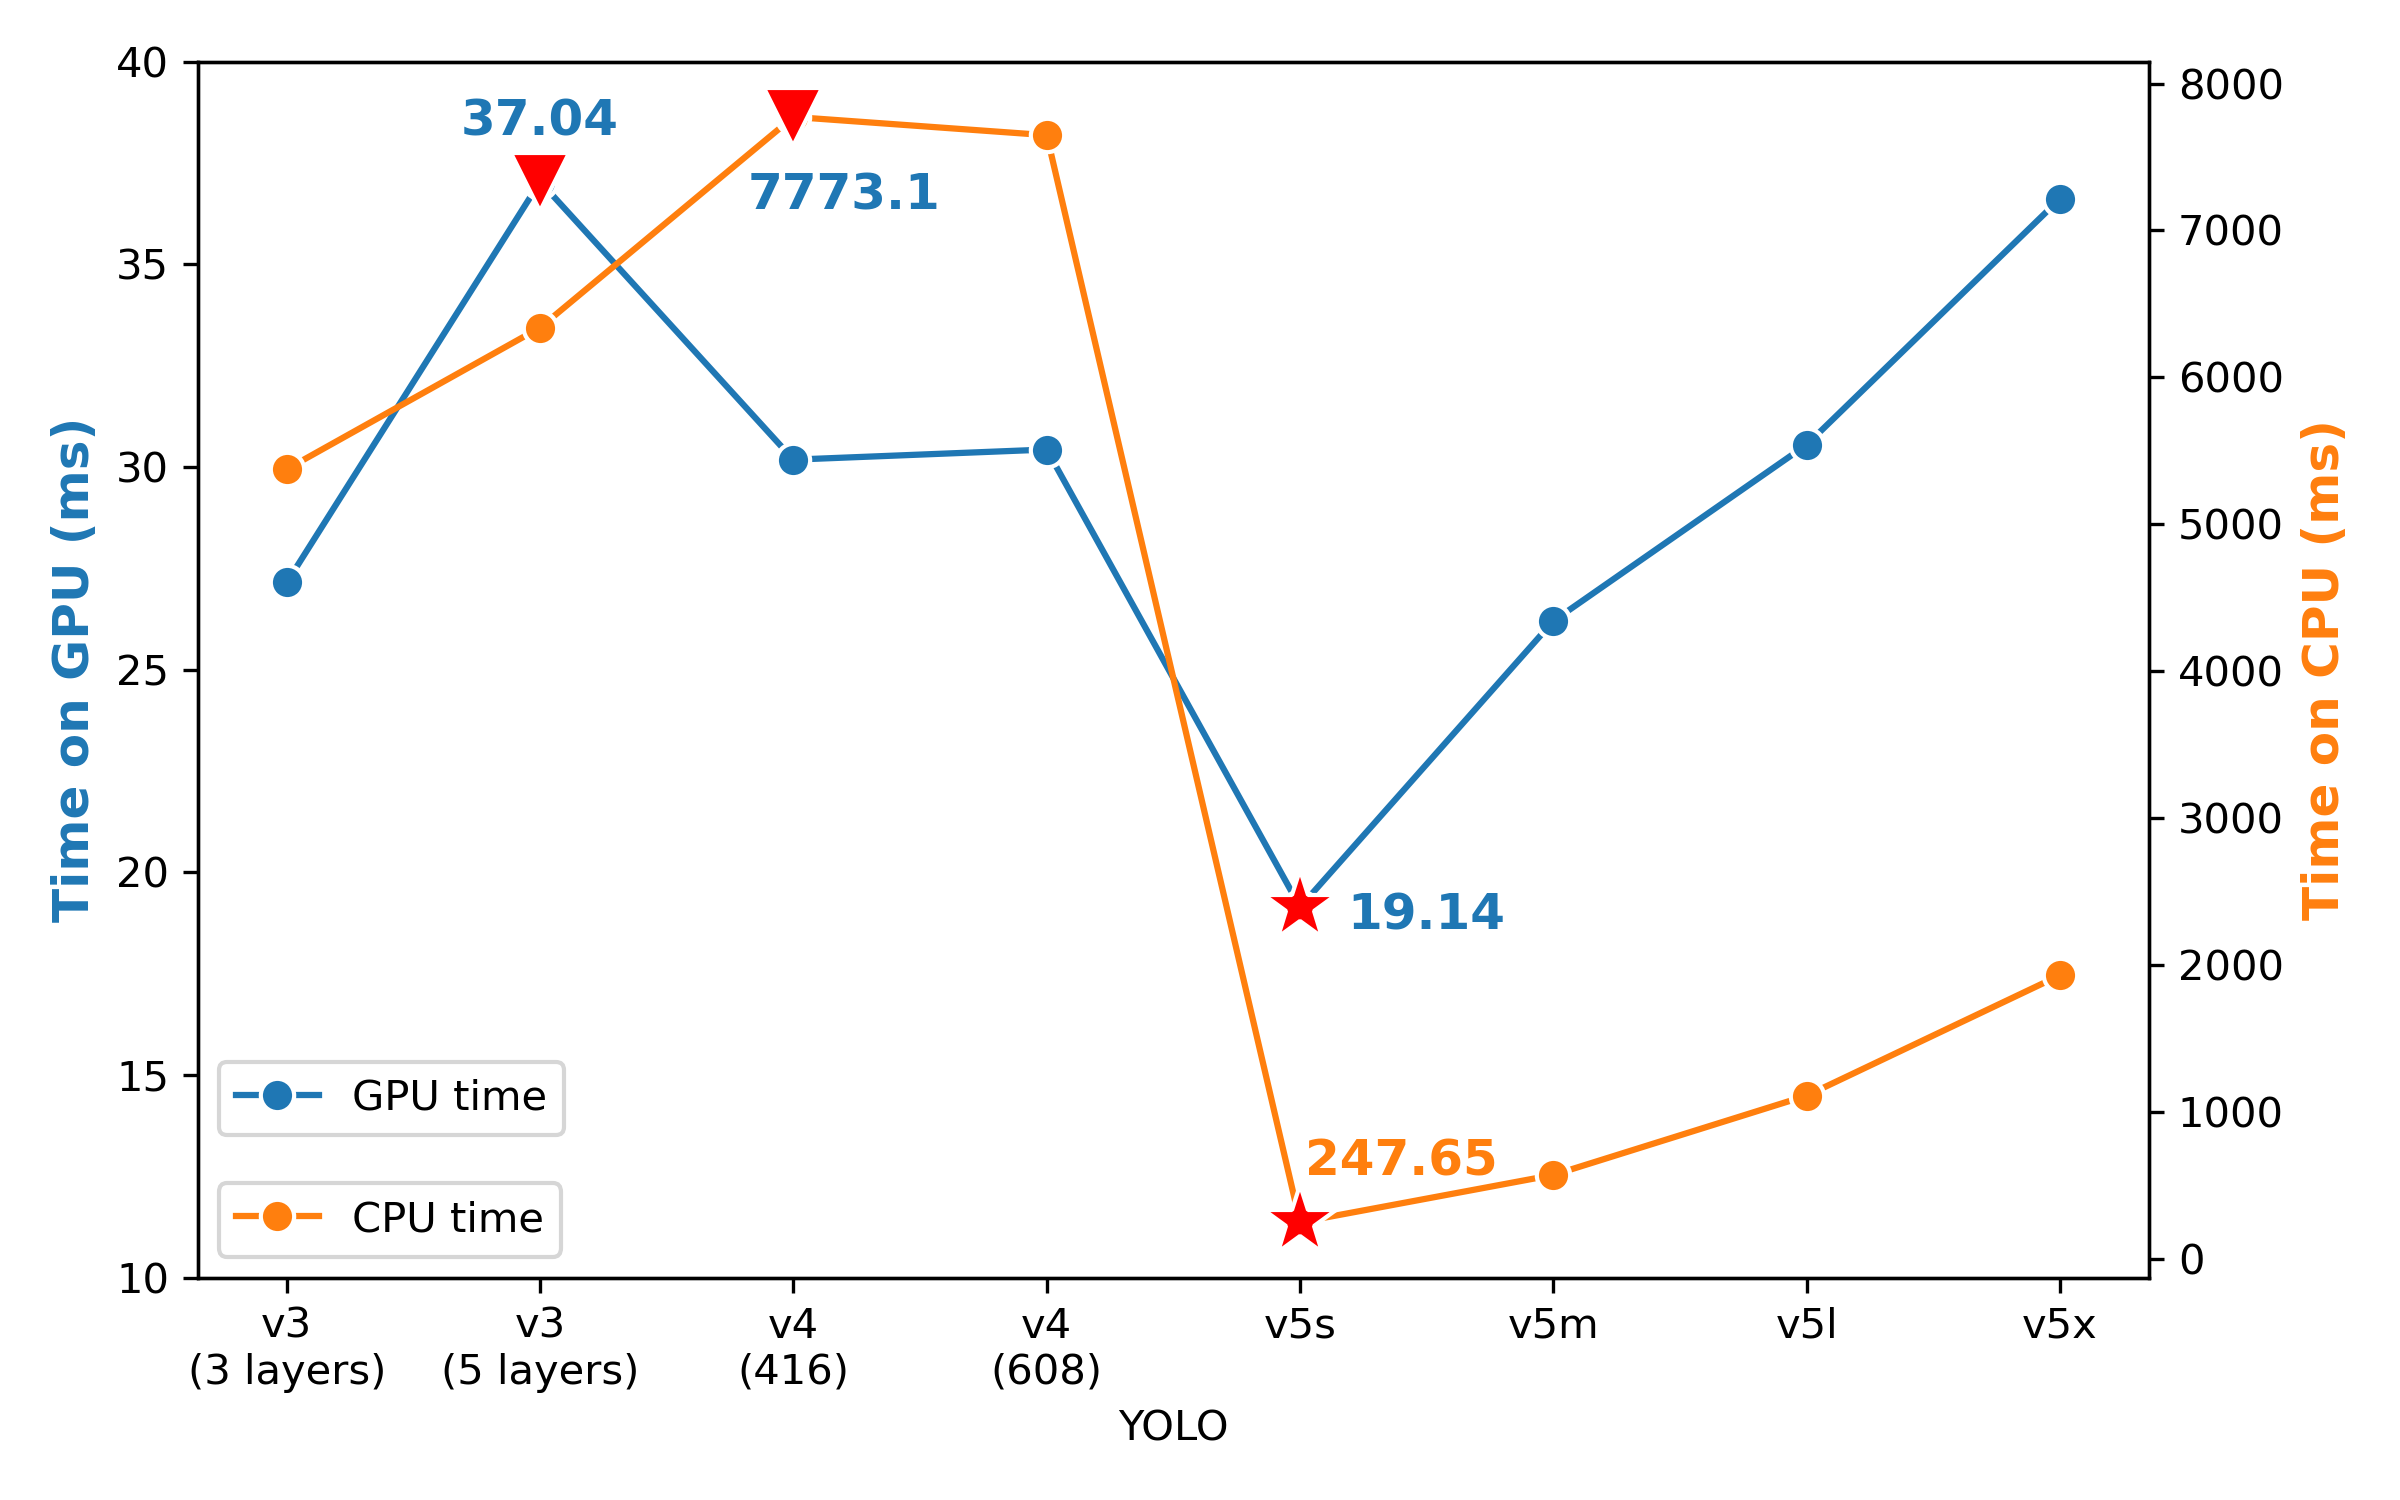 40
35
30
25
20
15
10
Time on GPU (ms)
37.04
7773.1
19.14
247.65
GPU time
CPU time
8000
7000
6000
5000
4000
3000
2000
1000
0
Time on CPU (ms)
v3 v3 v4 v4 v5s v5m v5l v5x
(3 layers) (5 layers) (416) (608)
YOLO